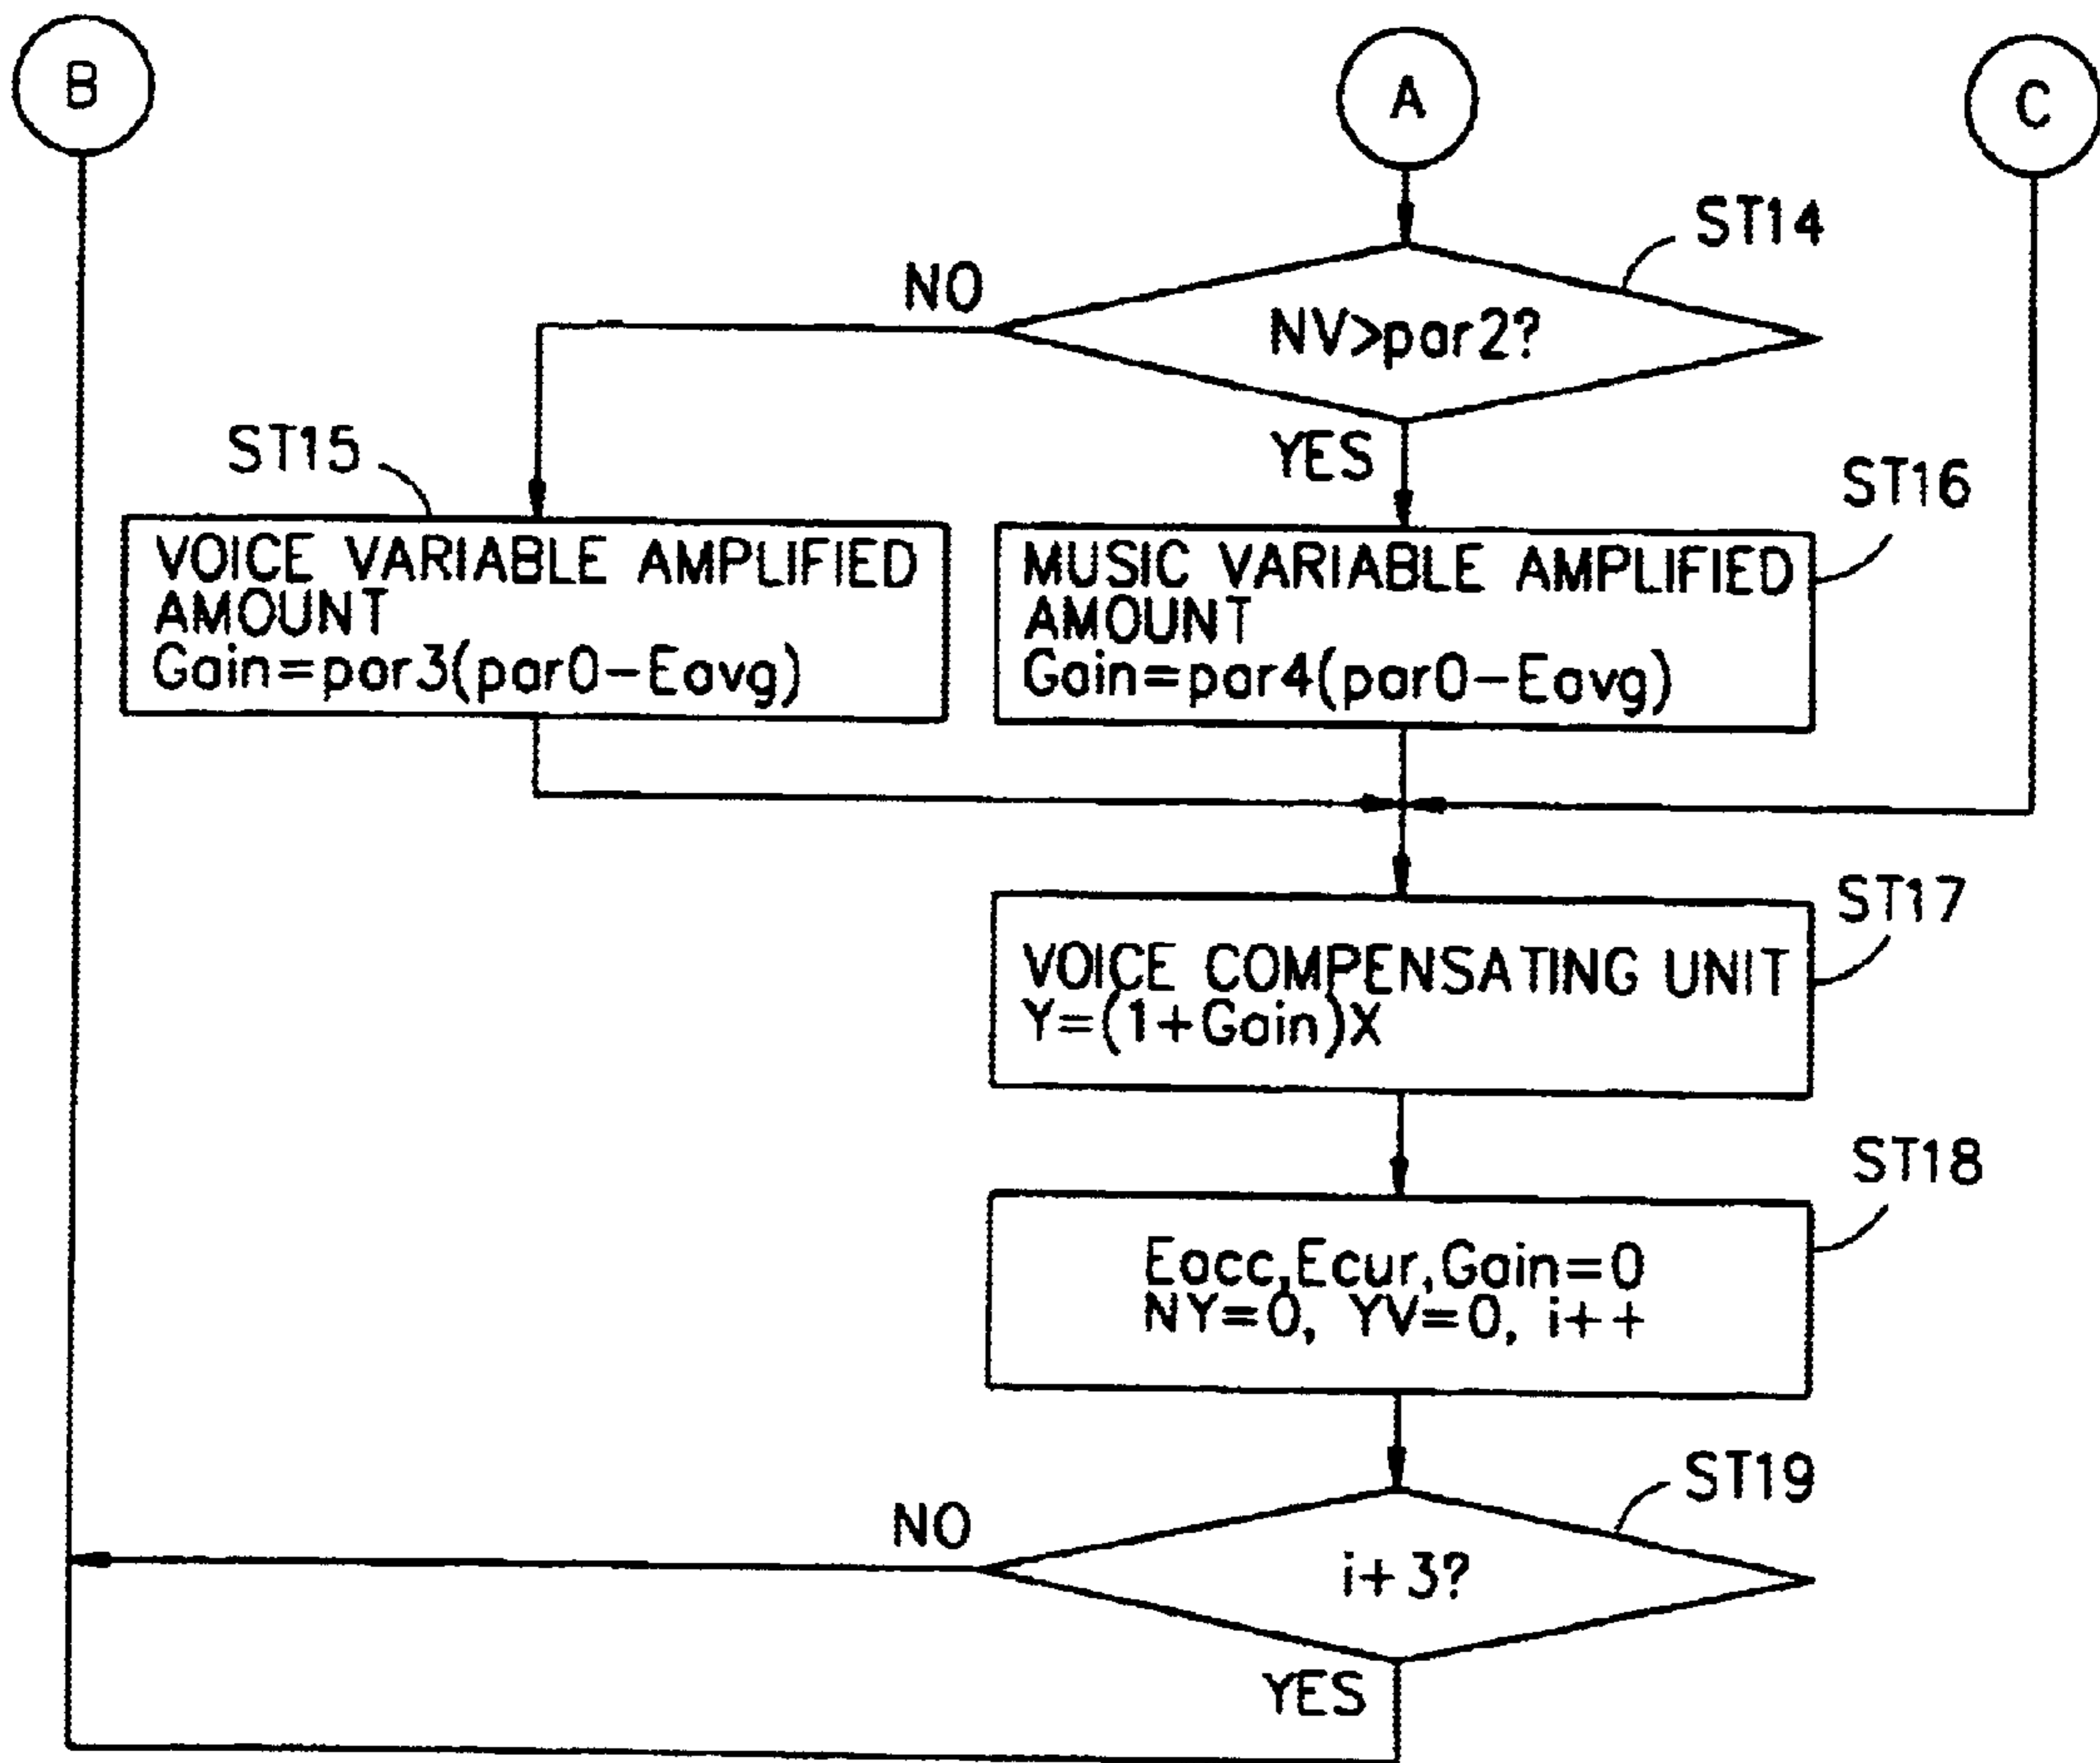 B
A
C
ST14
NO
NV>par2?
YES
ST15
ST16
VOICE VARIABLE AMPLIFIED
AMOUNT
Gain=par3(par0-Eavg)
MUSIC VARIABLE AMPLIFIED
AMOUNT
Gain=par4(par0-Eavg)
ST17
VOICE COMPENSATING UNIT
Y=(1+Gain)X
ST18
Eacc,Ecur,Gain=0
NY=0, YV=0, i++
ST19
NO
i+3?
YES